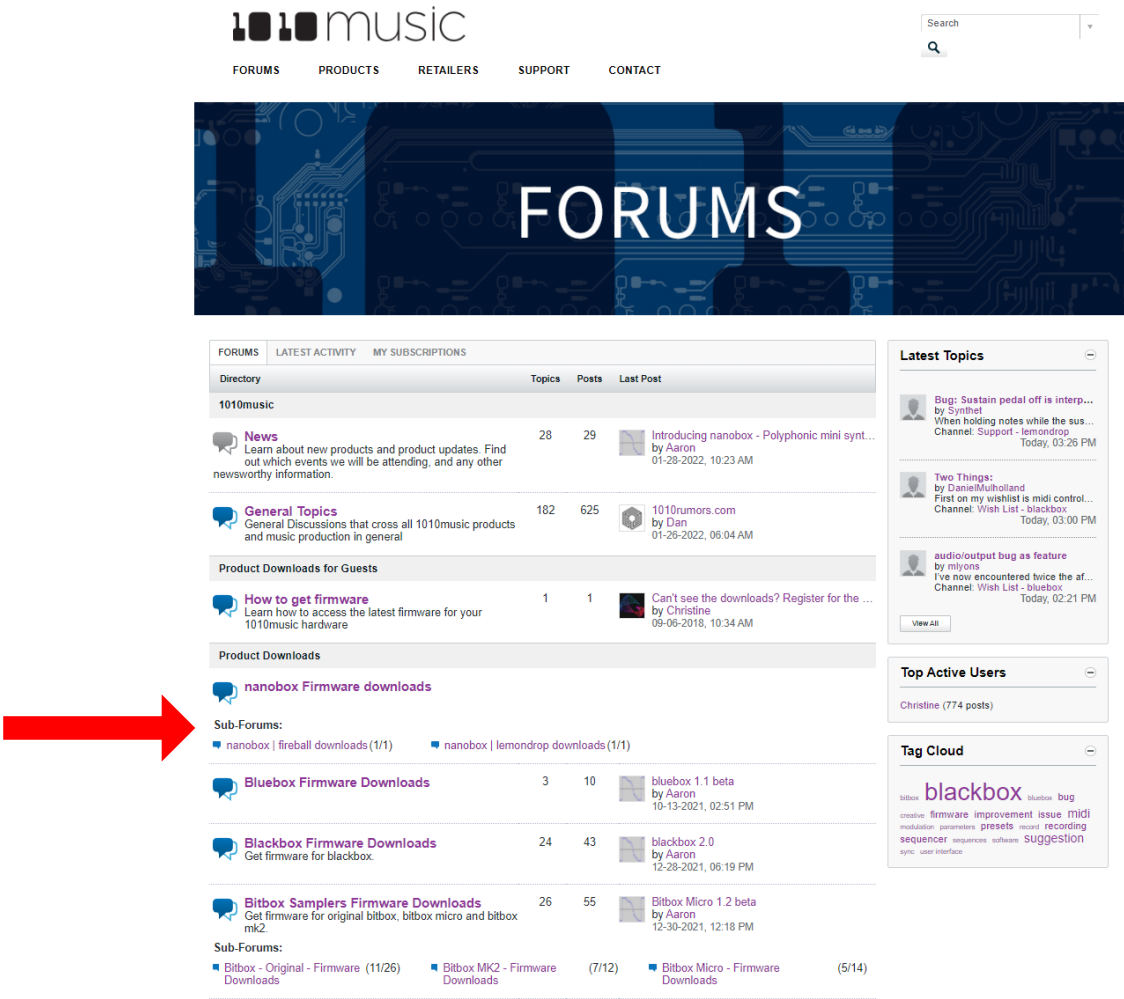 1010music
Search
FORUMS PRODUCTS RETAILERS SUPPORT CONTACT
FORUMS
FORUMS LATEST ACTIVITY MY SUBSCRIPTIONS
Directory Topics Posts Last Post
1010music
News 28 29 Introducing nanobox - Polyphonic mini synt...
Learn about new products and product updates. Find by Aaron
out which events we will be attending, and any other 01-28-2022, 10:23 AM
newsworthy information.
General Topics 182 625 1010rumors.com
General Discussions that cross all 1010music products by Dan
and music production in general 01-26-2022, 06:04 AM
Product Downloads for Guests
How to get firmware 1 1 Can't see the downloads? Register for the ...
Learn how to access the latest firmware for your by Christine
1010music hardware 09-06-2018, 10:34 AM
Product Downloads
nanobox Firmware downloads
Sub-Forums:
nanobox | fireball downloads (1/1) nanobox | lemondrop downloads (1/1)
Bluebox Firmware Downloads 3 10 bluebox 1.1 beta
by Aaron
10-13-2021, 02:51 PM
Blackbox Firmware Downloads 24 43 blackbox 2.0
Get firmware for blackbox. by Aaron
12-28-2021, 06:19 PM
Bitbox Samplers Firmware Downloads 26 55 Bitbox Micro 1.2 beta
Get firmware for original bitbox, bitbox micro and bitbox by Aaron
mk2. 12-30-2021, 12:18 PM
Sub-Forums:
Bitbox - Original - Firmware (11/26) Bitbox MK2 - Firmware (7/12) Bitbox Micro - Firmware (5/14)
Downloads Downloads Downloads
Latest Topics
Bug: Sustain pedal off is interp...
by Synthet
When holding notes while the sus...
Channel: Support - lemondrop
Today, 03:26 PM
Two Things:
by DanielMulholland
First on my wishlist is midi control...
Channel: Wish List - blackbox
Today, 03:00 PM
audio/output bug as feature
by mlyons
I've now encountered twice the af...
Channel: Wish List - bluebox
Today, 02:21 PM
View All
Top Active Users
Christine (774 posts)
Tag Cloud
bitbox blackbox bluebox bug
creative firmware improvement issue midi
modulation parameters presets record recording
sequencer sequences software suggestion
sync user interface